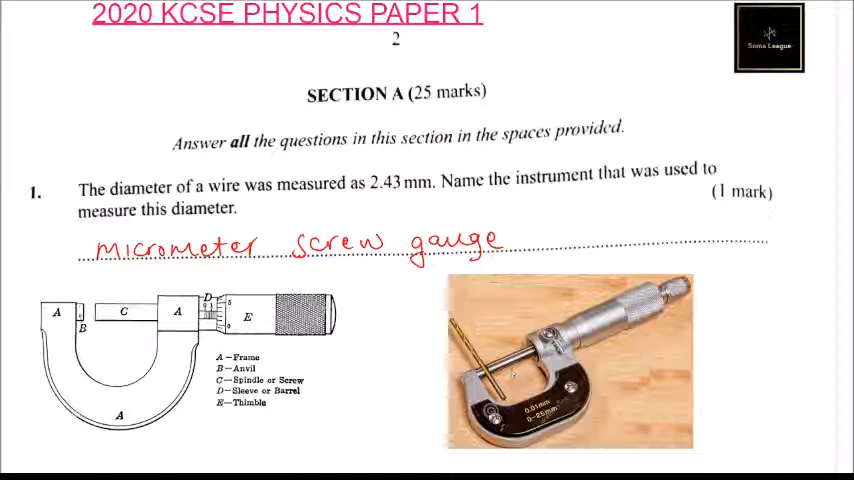 2020 KCSE PHYSICS PAPER 1
2
Soma League
SECTION A (25 marks)
Answer all the questions in this section in the spaces provided.
1. The diameter of a wire was measured as 2.43 mm. Name the instrument that was used to
measure this diameter. (1 mark)
micrometer screw gauge
A
B
C
A
D
E
5
0
A
A—Frame
B—Anvil
C—Spindle or Screw
D—Sleeve or Barrel
E—Thimble
0.01mm
0-25mm